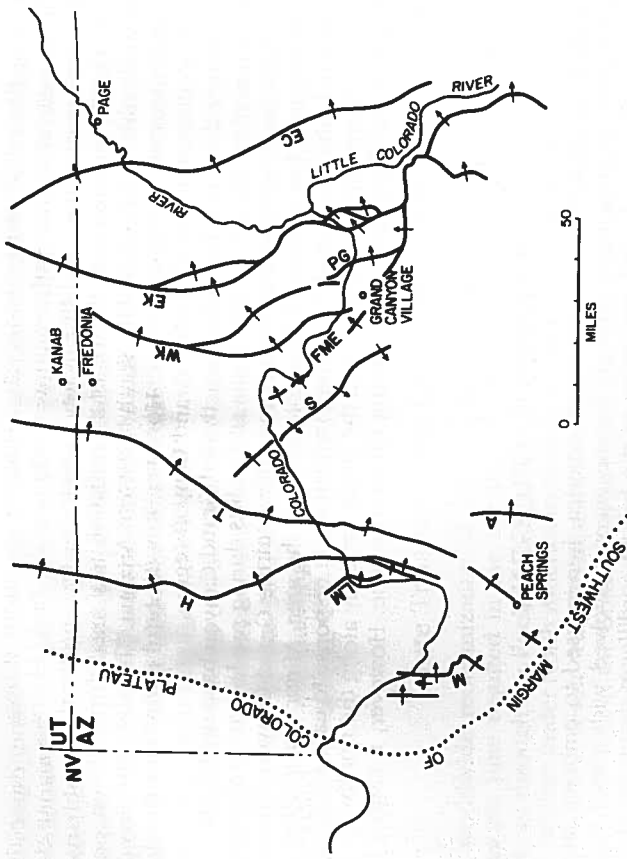 UT
NV
AZ
KANAB
FREDONIA
PAGE
RIVER
EK
WK
EC
LITTLE
COLORADO
RIVER
PG
GRAND
CANYON
VILLAGE
FME
S
COLORADO
T
H
LM
PLATEAU
COLORADO
OF
MARGIN
SOUTHWEST
M
A
PEACH
SPRINGS
0
50
MILES